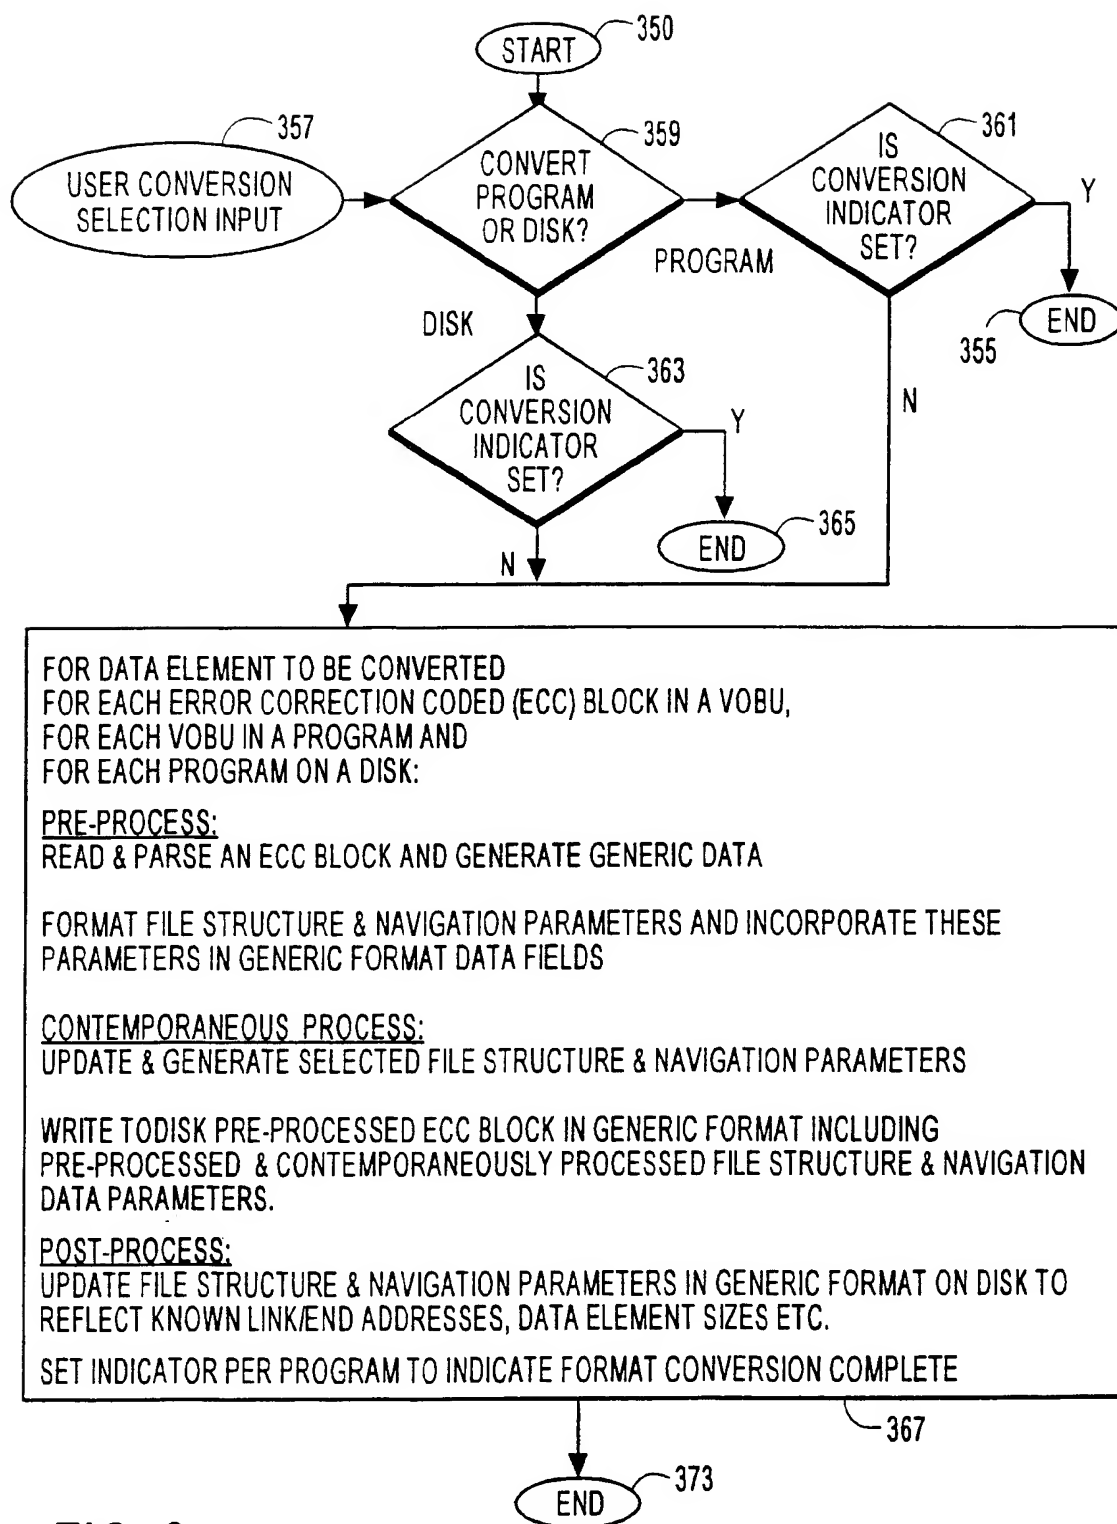 START
350
357
USER CONVERSION
SELECTION INPUT
359
CONVERT
PROGRAM
OR DISK?
361
IS
CONVERSION
INDICATOR
SET?
Y
PROGRAM
END
355
DISK
363
IS
CONVERSION
INDICATOR
SET?
Y
N
365
END
N
FOR DATA ELEMENT TO BE CONVERTED
FOR EACH ERROR CORRECTION CODED (ECC) BLOCK IN A VOBU,
FOR EACH VOBU IN A PROGRAM AND
FOR EACH PROGRAM ON A DISK:
PRE-PROCESS:
READ & PARSE AN ECC BLOCK AND GENERATE GENERIC DATA
FORMAT FILE STRUCTURE & NAVIGATION PARAMETERS AND INCORPORATE THESE
PARAMETERS IN GENERIC FORMAT DATA FIELDS
CONTEMPORANEOUS PROCESS:
UPDATE & GENERATE SELECTED FILE STRUCTURE & NAVIGATION PARAMETERS
WRITE TODISK PRE-PROCESSED ECC BLOCK IN GENERIC FORMAT INCLUDING
PRE-PROCESSED & CONTEMPORANEOUSLY PROCESSED FILE STRUCTURE & NAVIGATION
DATA PARAMETERS.
POST-PROCESS:
UPDATE FILE STRUCTURE & NAVIGATION PARAMETERS IN GENERIC FORMAT ON DISK TO
REFLECT KNOWN LINK/END ADDRESSES, DATA ELEMENT SIZES ETC.
SET INDICATOR PER PROGRAM TO INDICATE FORMAT CONVERSION COMPLETE
367
373
END